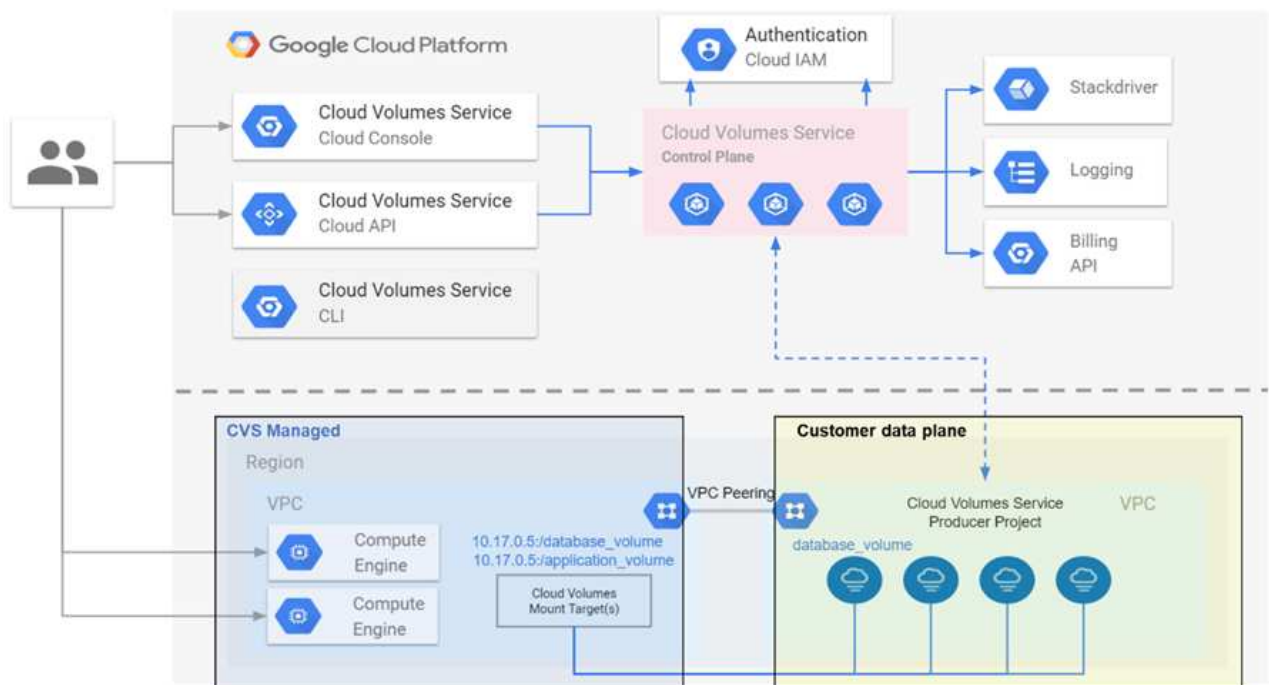 Google Cloud Platform
Authentication
Cloud IAM
Cloud Volumes Service
Cloud Console
Cloud Volumes Service
Cloud API
Cloud Volumes Service
CLI
Cloud Volumes Service
Control Plane
Stackdriver
Logging
Billing
API
CVS Managed
Region
VPC
Compute
Engine
Compute
Engine
10.17.0.5:/database_volume
10.17.0.5:/application_volume
Cloud Volumes
Mount Target(s)
VPC Peering
Customer data plane
Cloud Volumes Service
Producer Project
VPC
database_volume